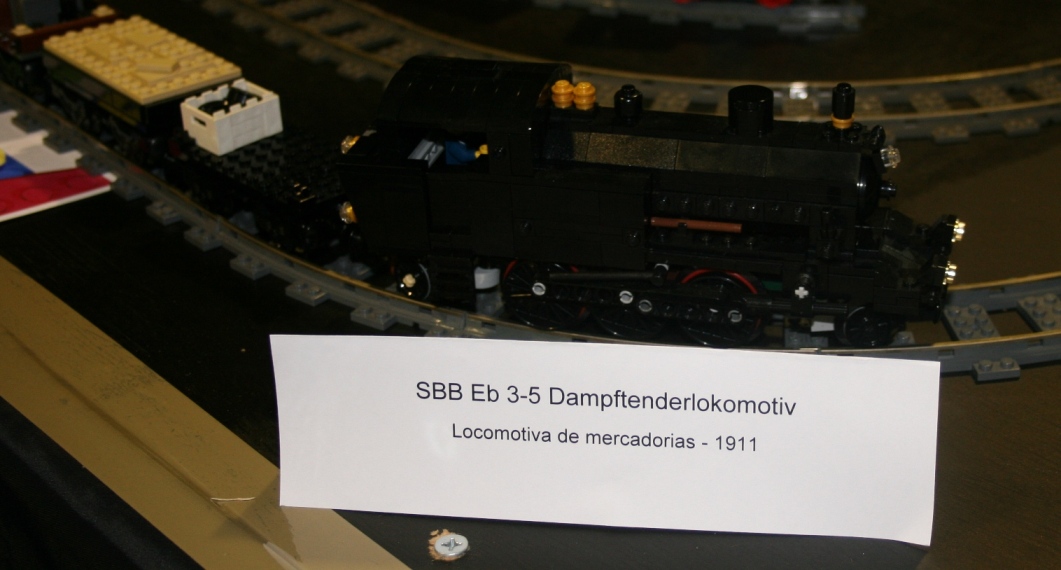 SBB Eb 3-5 Dampftenderlokomotiv
Locomotiva de mercadorias - 1911